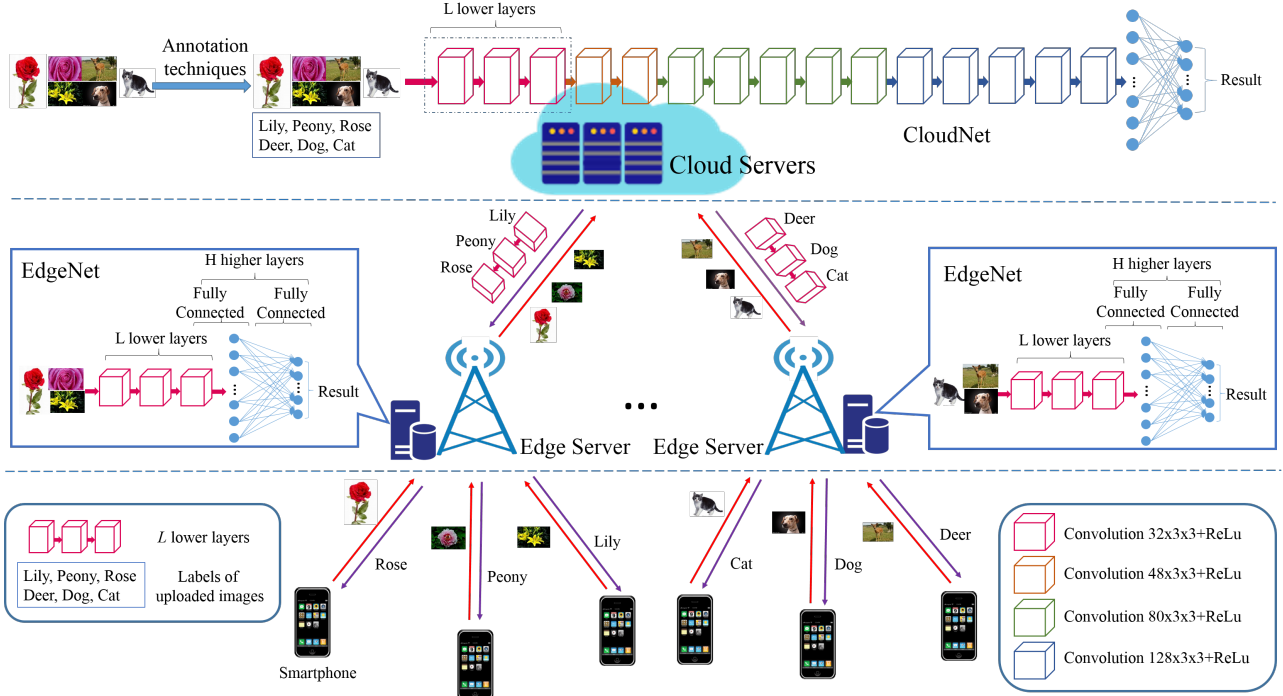 L lower layers
Annotation
techniques
Lily, Peony, Rose
Deer, Dog, Cat
Result
CloudNet
Cloud Servers
Lily
Peony
Rose
Deer
Dog
Cat
EdgeNet
H higher layers
Fully
Connected
Fully
Connected
L lower layers
Result
EdgeNet
H higher layers
Fully
Connected
Fully
Connected
L lower layers
Result
...
Edge Server
Edge Server
L lower layers
Lily, Peony, Rose
Deer, Dog, Cat
Labels of
uploaded images
Rose
Peony
Lily
Cat
Dog
Deer
Smartphone
Convolution 32x3x3+ReLu
Convolution 48x3x3+ReLu
Convolution 80x3x3+ReLu
Convolution 128x3x3+ReLu